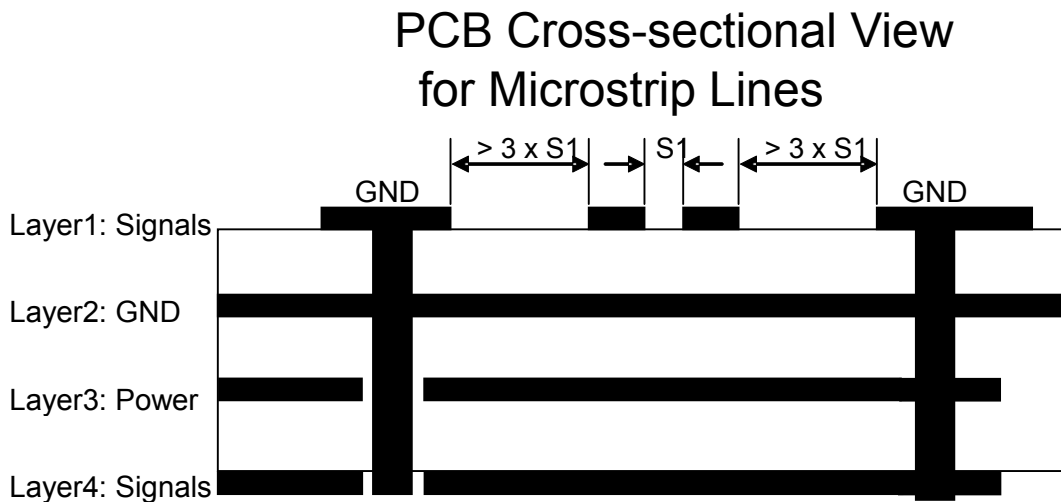 PCB Cross-sectional View
for Microstrip Lines
> 3 x S1
S1
> 3 x S1
GND
GND
Layer1: Signals
Layer2: GND
Layer3: Power
Layer4: Signals